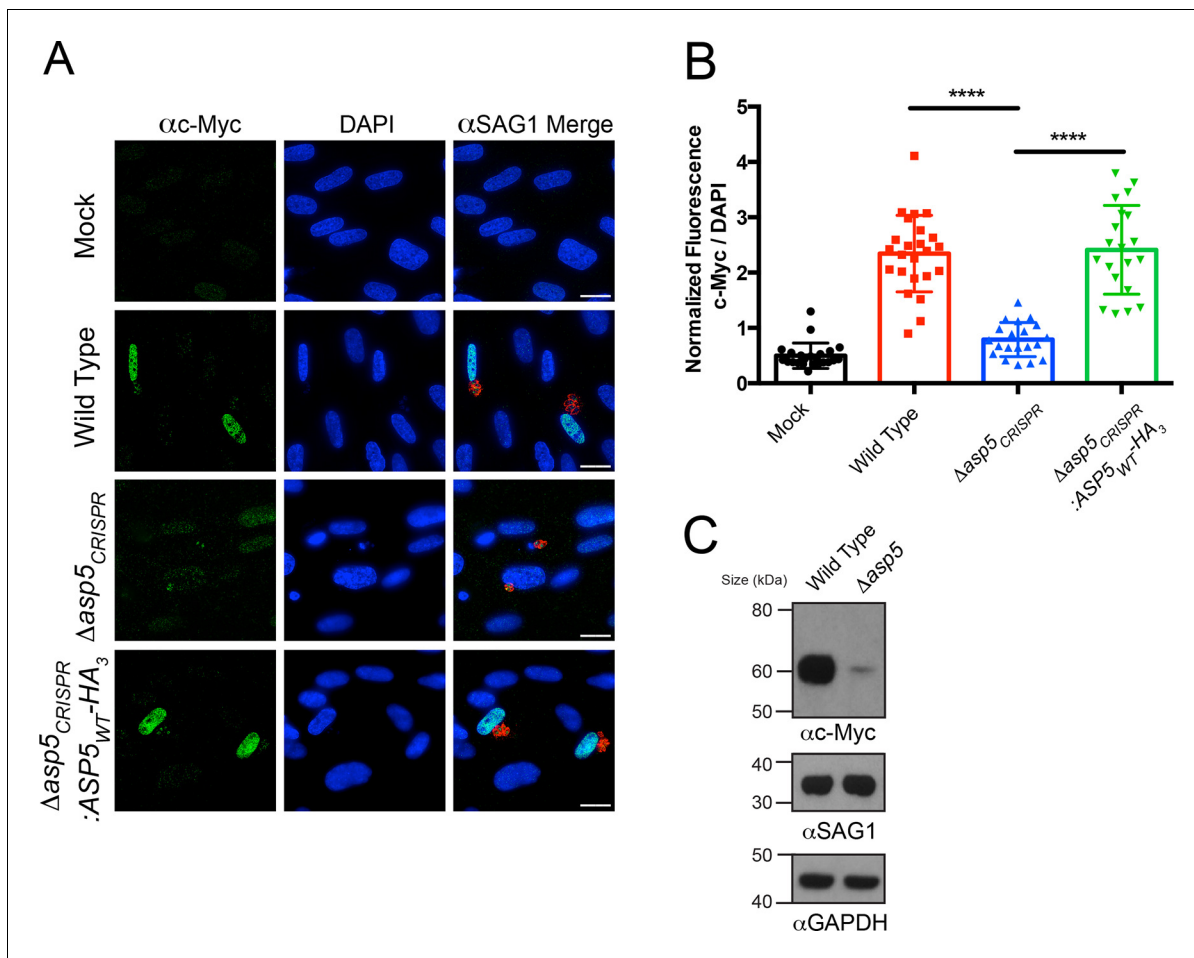 A
αc-Myc DAPI αSAG1 Merge
Mock
Wild Type
Δasp5CRISPR
Δasp5CRISPR
:ASP5WT-HA3
B
****
****
Normalized Fluorescence
c-Myc / DAPI
5
4
3
2
1
0
Mock
Wild Type
Δasp5CRISPR
Δasp5CRISPR
:ASP5WT-HA3
C
Wild Type
Δasp5
Size (kDa)
80
60
50
αc-Myc
40
30
αSAG1
50
40
αGAPDH